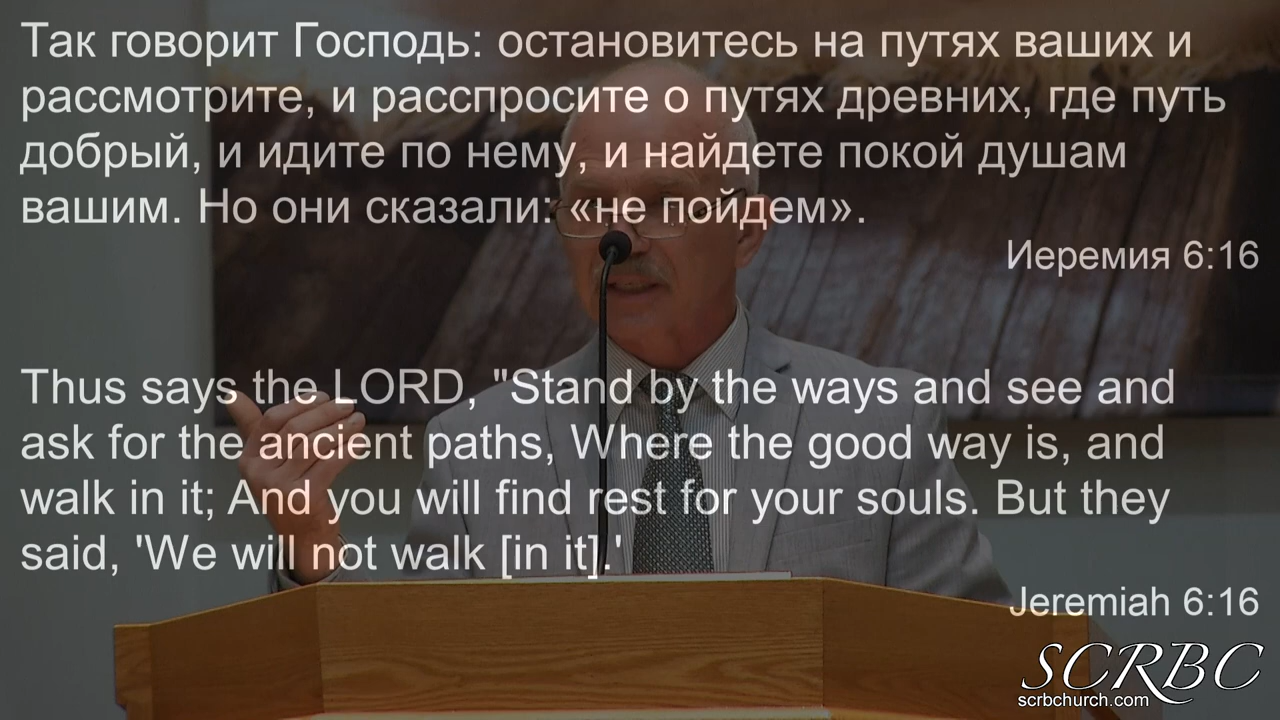 Так говорит Господь: остановитесь на путях ваших и
рассмотрите, и расспросите о путях древних, где путь
добрый, и идите по нему, и найдете покой душам
вашим. Но они сказали: «не пойдем».
Иеремия 6:16
Thus says the LORD, "Stand by the ways and see and
ask for the ancient paths, Where the good way is, and
walk in it; And you will find rest for your souls. But they
said, 'We will not walk [in it].'
Jeremiah 6:16
SCRBC
scrbchurch.com